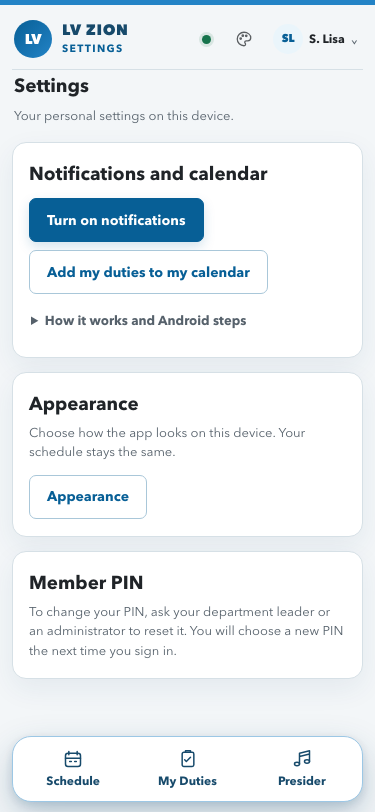 LV
LV ZION
SETTINGS
SL
S. Lisa
Settings
Your personal settings on this device.
Notifications and calendar
Turn on notifications
Add my duties to my calendar
How it works and Android steps
Appearance
Choose how the app looks on this device. Your
schedule stays the same.
Appearance
Member PIN
To change your PIN, ask your department leader or
an administrator to reset it. You will choose a new PIN
the next time you sign in.
Schedule
My Duties
Presider